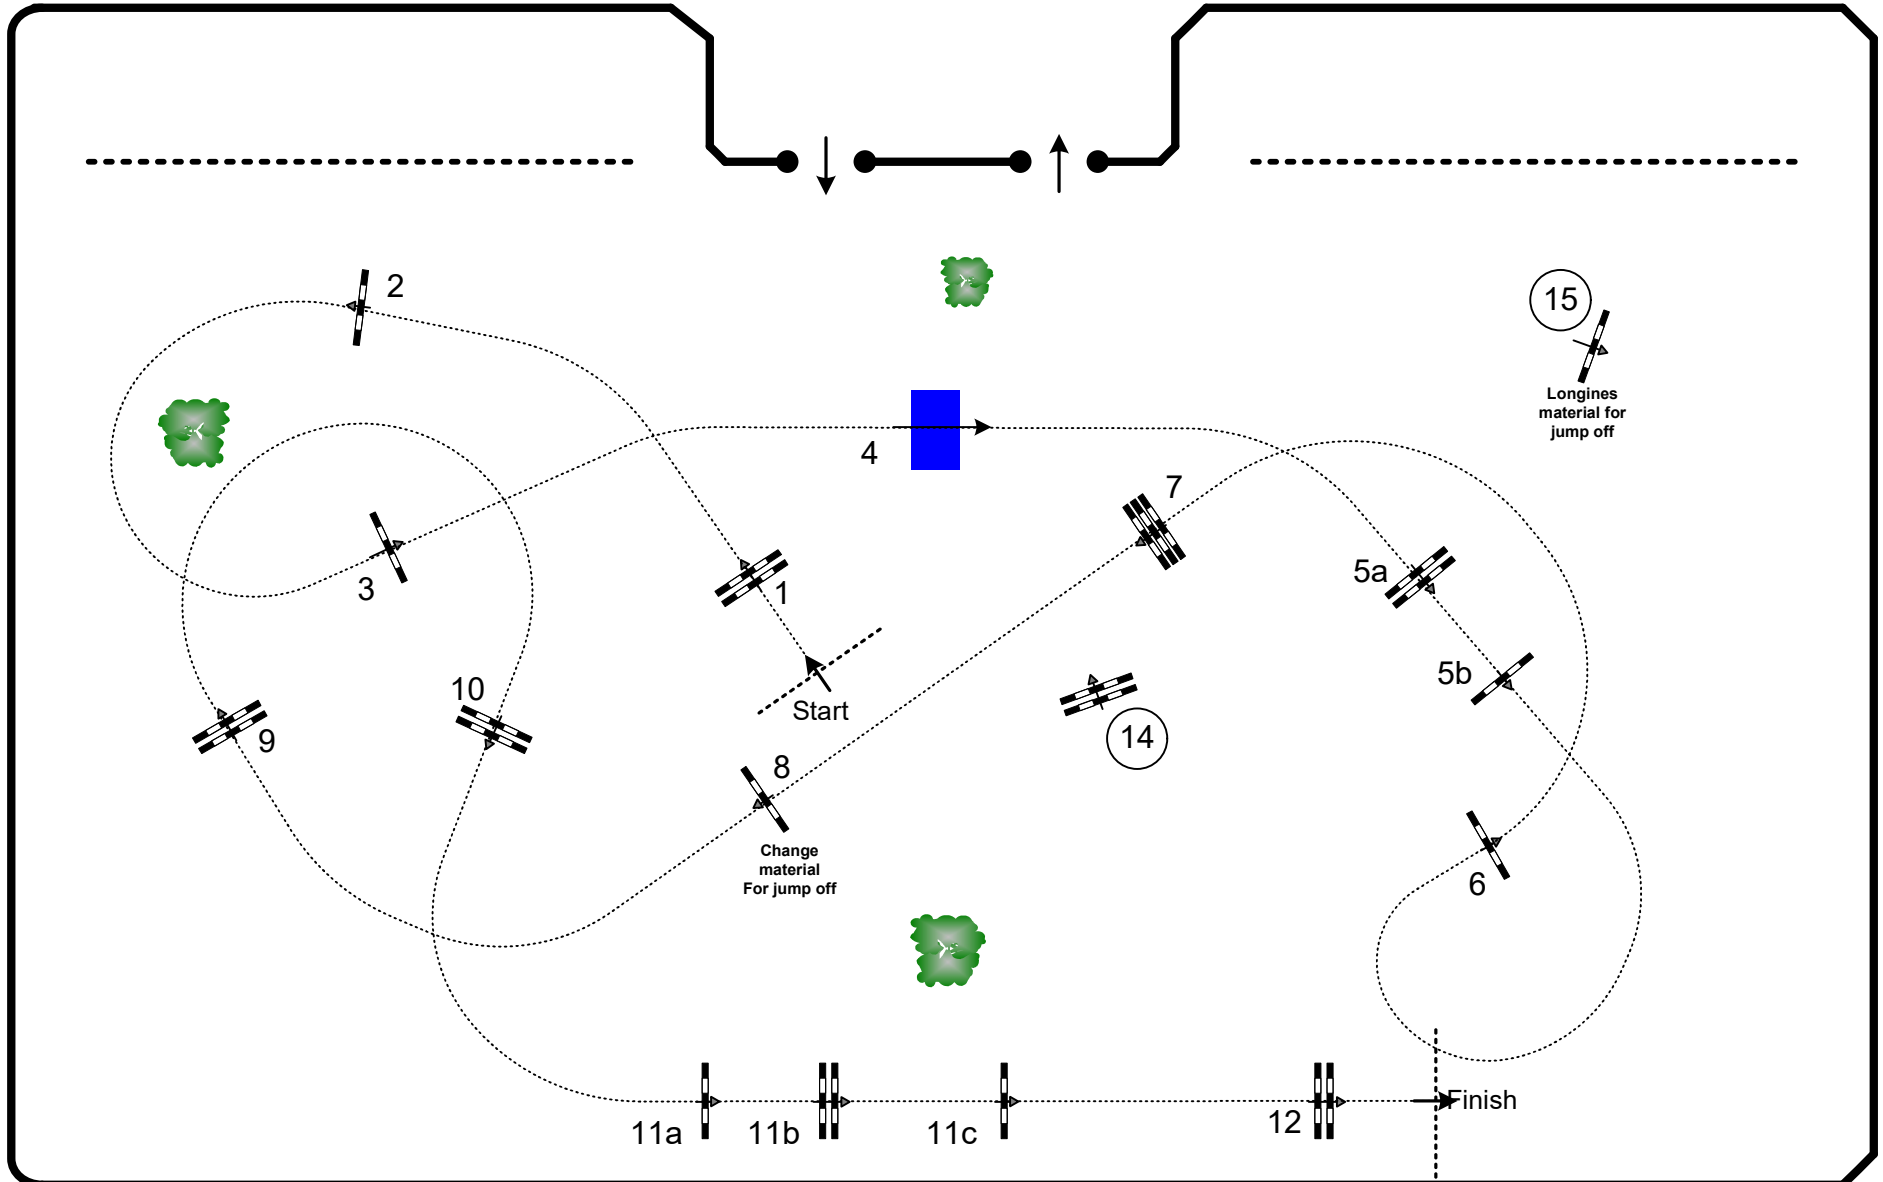 2
15
Longines
material for
jump off
4
7
3
1
5a
5b
Start
10
9
14
8
Change
material
For jump off
6
11a
11b
11c
12
Finish